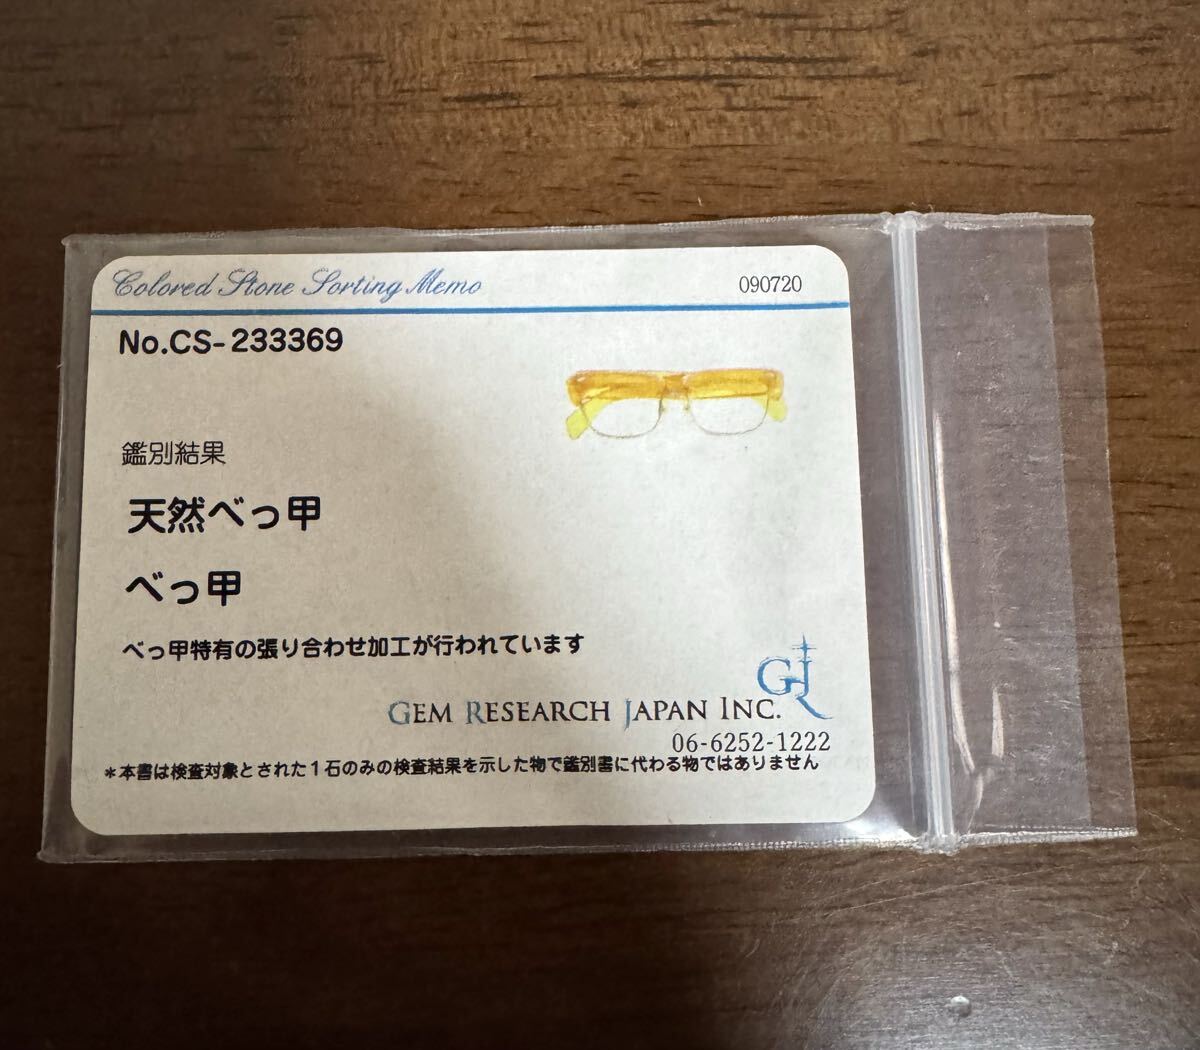 Colored Stone Sorting Memo 090720
No.CS-233369
鑑別結果
天然べっ甲
べっ甲
べっ甲特有の張り合わせ加工が行われています
GJR
GEM RESEARCH JAPAN INC.
06-6252-1222
*本書は検査対象とされた1石のみの検査結果を示した物で鑑別書に代わる物ではありません